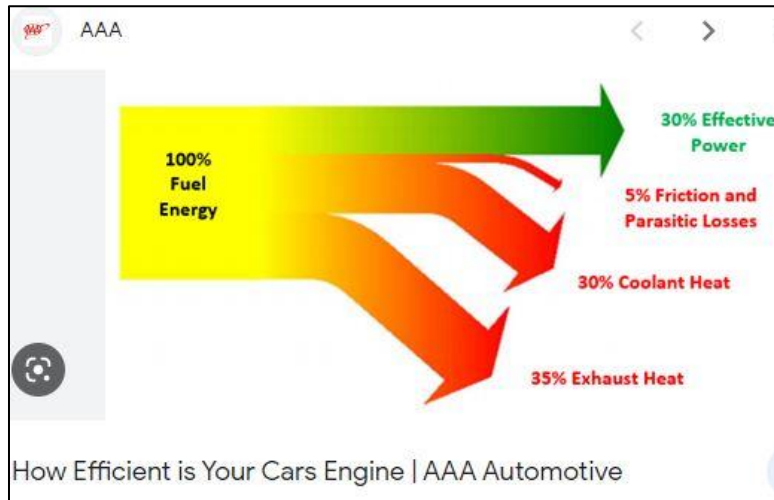 AAA
100%
Fuel
Energy
30% Effective
Power
5% Friction and
Parasitic Losses
30% Coolant Heat
35% Exhaust Heat
How Efficient is Your Cars Engine | AAA Automotive